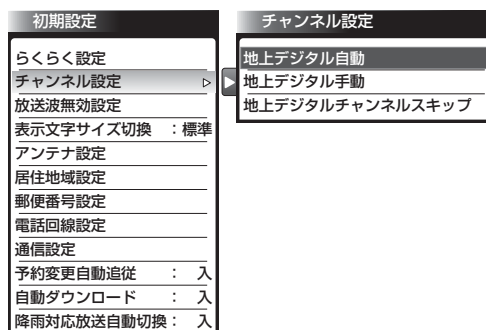 初期設定
らくらく設定
チャンネル設定
放送波無効設定
表示文字サイズ切換 ：標準
アンテナ設定
居住地域設定
郵便番号設定
電話回線設定
通信設定
予約変更自動追従 ： 入
自動ダウンロード ： 入
降雨対応放送自動切換： 入
チャンネル設定
地上デジタル自動
地上デジタル手動
地上デジタルチャンネルスキップ